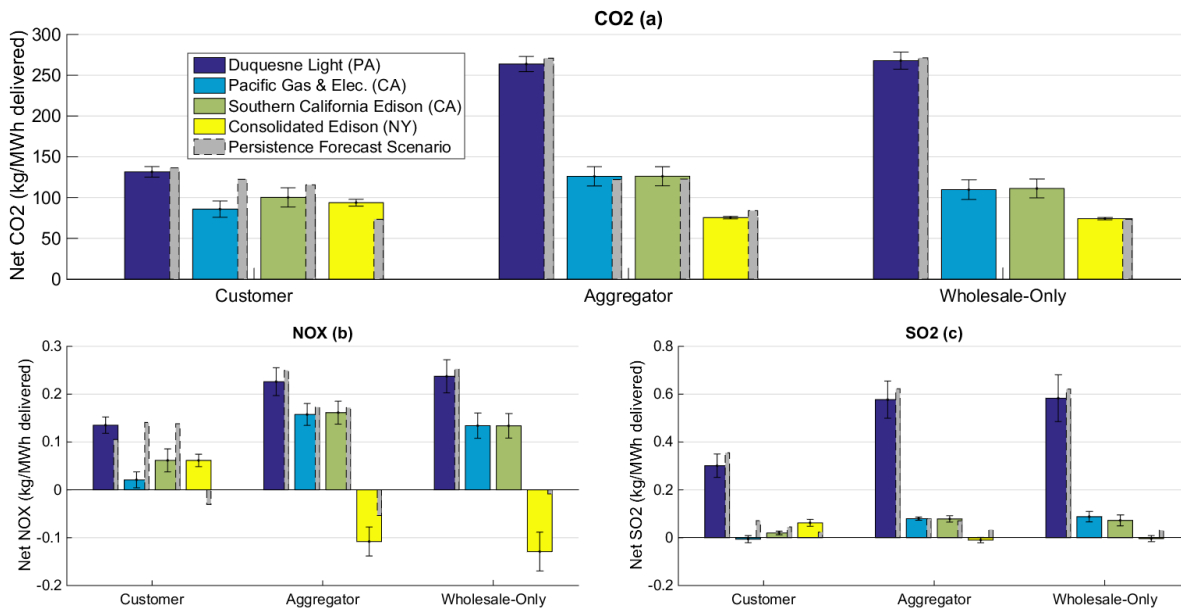 CO2 (a)
Net CO2 (kg/MWh delivered)
300
250
200
150
100
50
0
Duquesne Light (PA)
Pacific Gas & Elec. (CA)
Southern California Edison (CA)
Consolidated Edison (NY)
Persistence Forecast Scenario
Customer Aggregator Wholesale-Only
NOX (b)
Net NOX (kg/MWh delivered)
0.3
0.2
0.1
0
-0.1
-0.2
Customer Aggregator Wholesale-Only
SO2 (c)
Net SO2 (kg/MWh delivered)
0.8
0.6
0.4
0.2
0
-0.2
Customer Aggregator Wholesale-Only